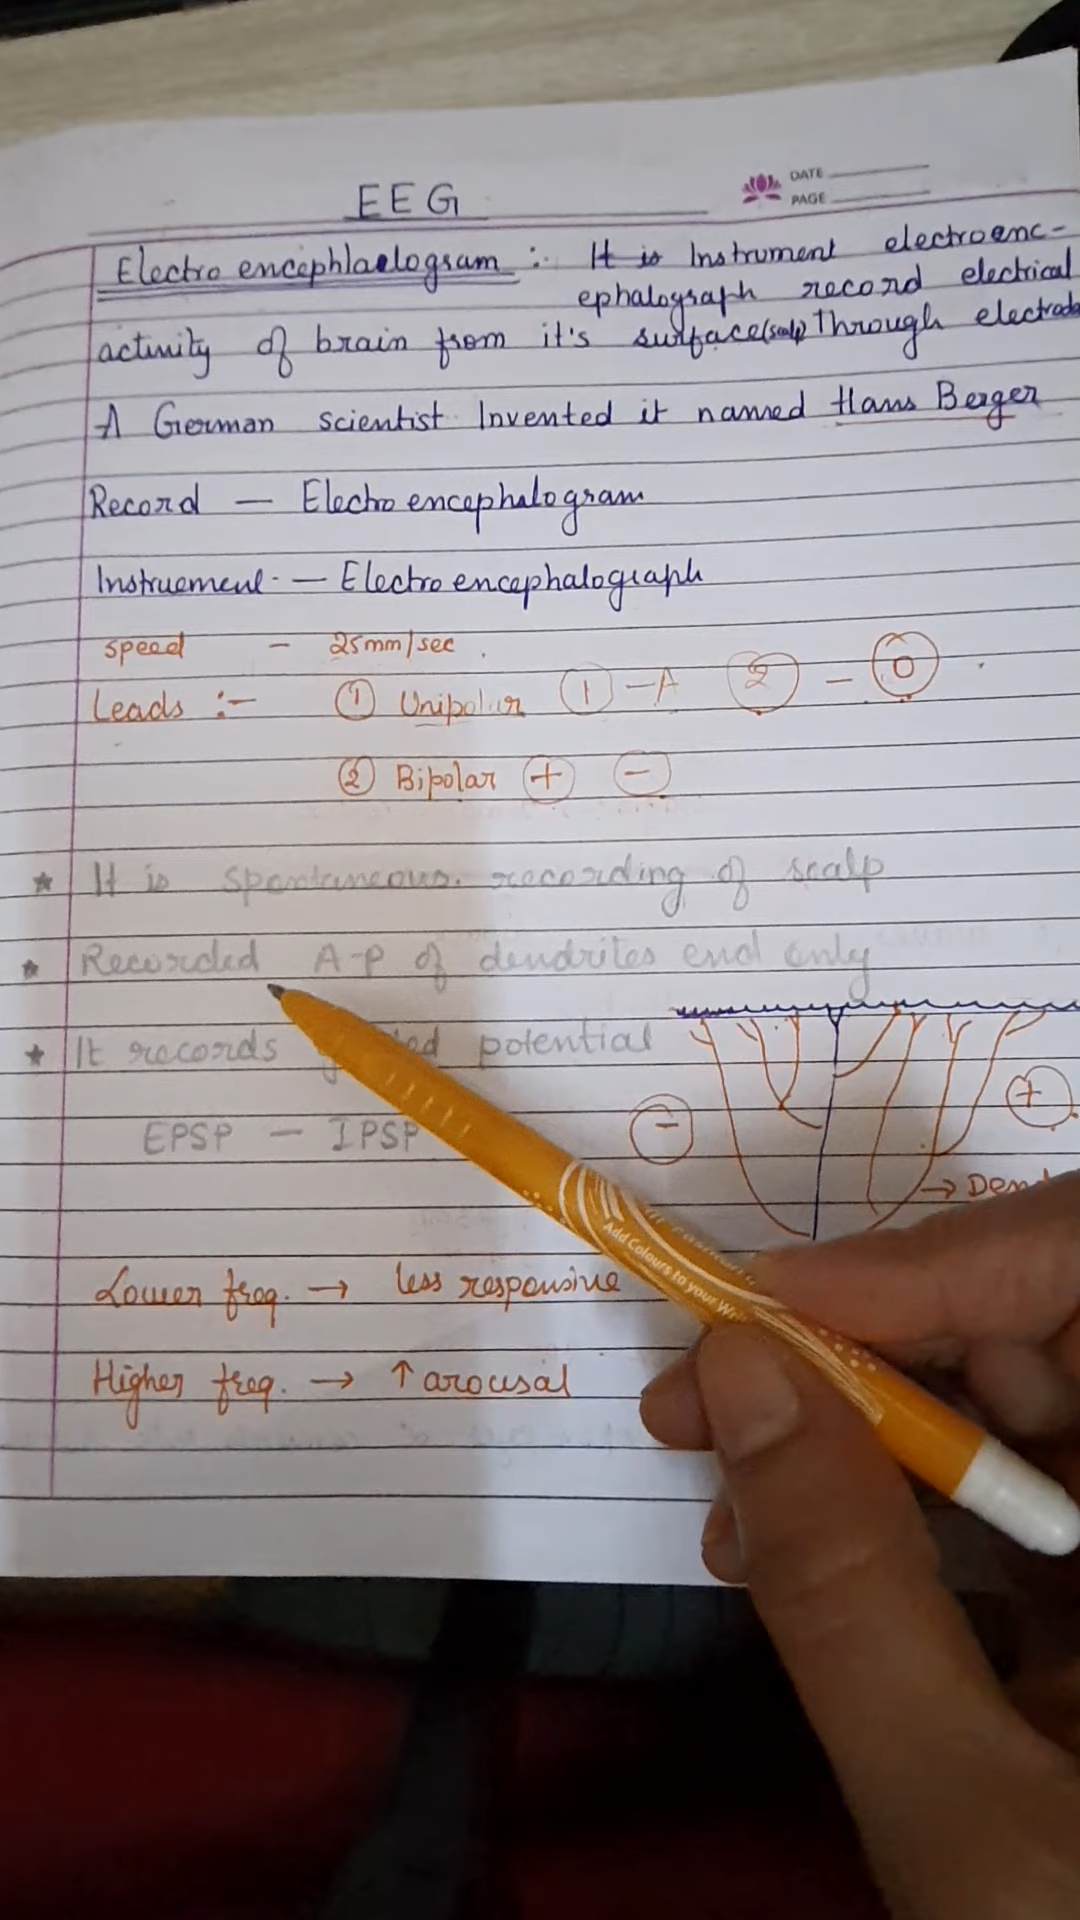 EEG
DATE
PAGE
Electro encephlaelogram :- It is Instrument electroenc-
ephalograph record electrical
activity of brain from it's surface(scalp) Through electrode
A German scientist Invented it named Hans Berger
Record — Electro encephalogram
Instruement - — Electro encephalograph
speed - 25mm/sec .
Leads :- ① Unipolar ① -A ② - 0
② Bipolar + -
★ It is spontaneous. recording of scalp
★ Recorded A-P of dendrites end only
★ It records potential
EPSP - IPSP
- +
→ Den
Lower freq. → less responsive
Higher freq. → ↑ arousal
Add Colours to your